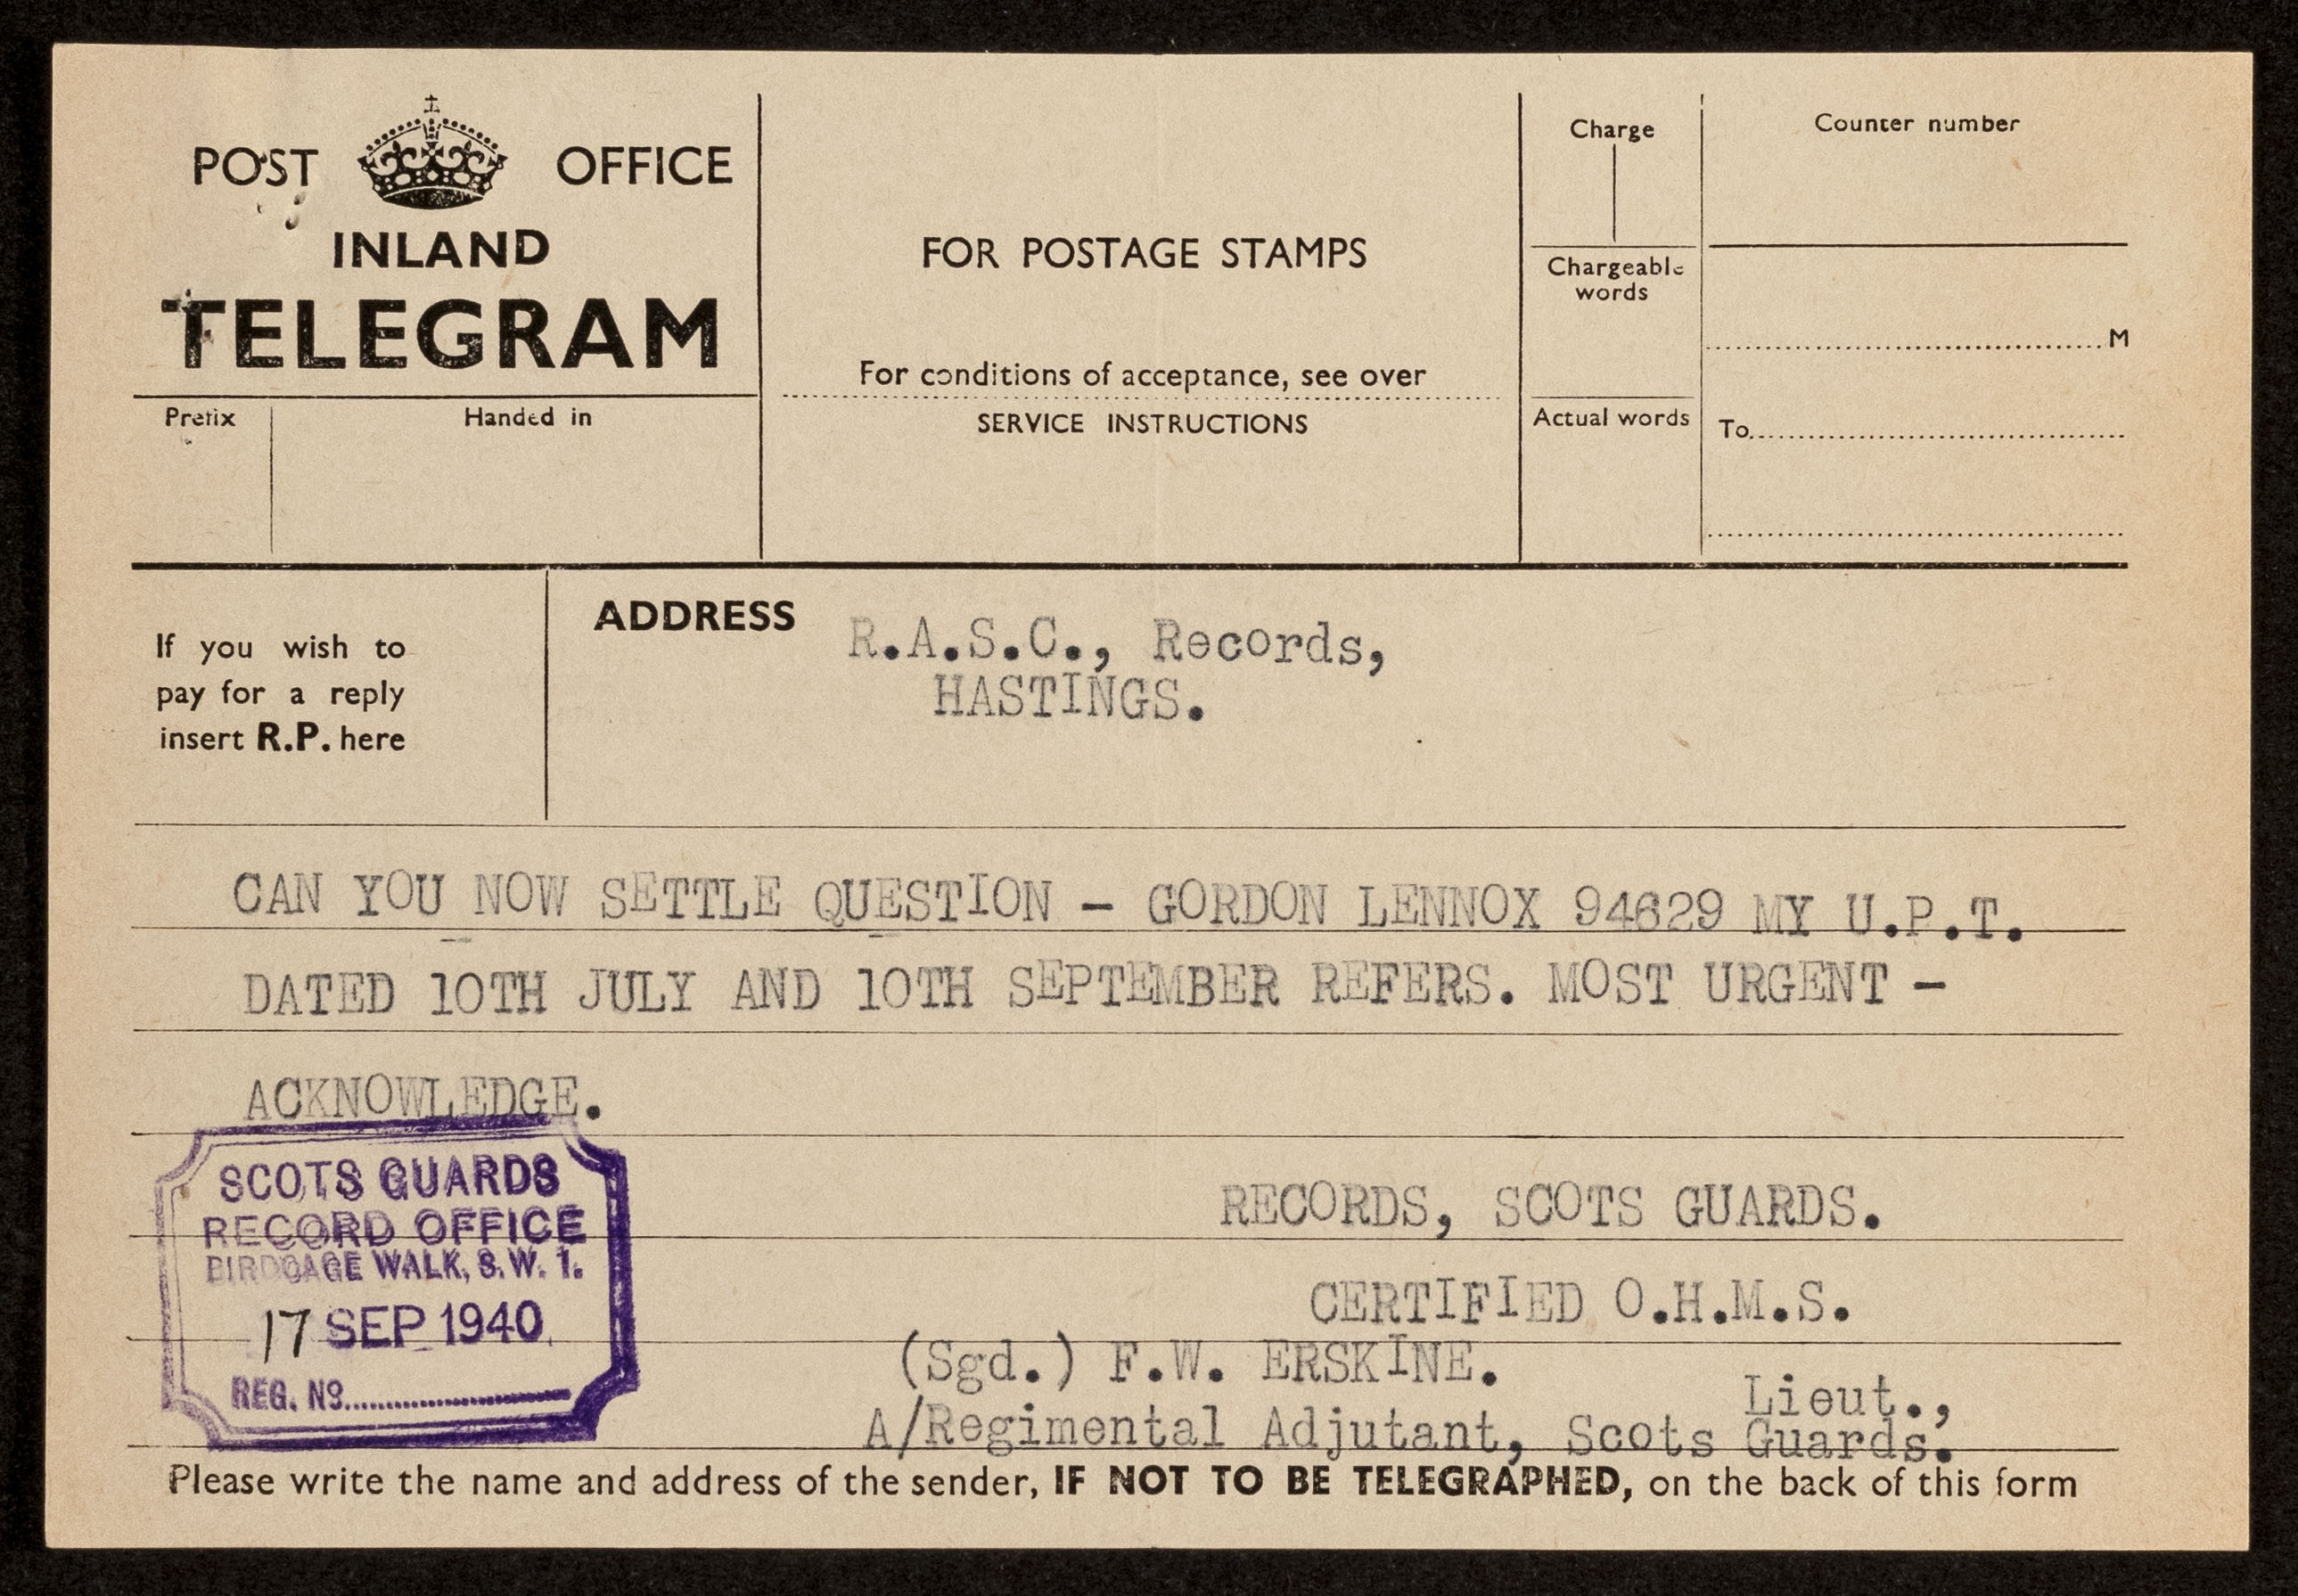 POST OFFICE
INLAND
TELEGRAM
Prefix
Handed in
FOR POSTAGE STAMPS
For conditions of acceptance, see over
SERVICE INSTRUCTIONS
Charge
Chargeable
words
Actual words
Counter number
M
To
If you wish to
pay for a reply
insert R.P. here
ADDRESS
R.A.S.C., Records,
HASTINGS.
CAN YOU NOW SETTLE QUESTION - GORDON LENNOX 94629 MY U.P.T.
DATED 10TH JULY AND 10TH SEPTEMBER REFERS. MOST URGENT -
ACKNOWLEDGE.
SCOTS GUARDS
RECORD OFFICE
BIRDCAGE WALK, S.W. 1.
17 SEP 1940
REG. No.
RECORDS, SCOTS GUARDS.
CERTIFIED O.H.M.S.
(Sgd.) F.W. ERSKINE.
Lieut.,
A/Regimental Adjutant, Scots Guards.
Please write the name and address of the sender, IF NOT TO BE TELEGRAPHED, on the back of this form